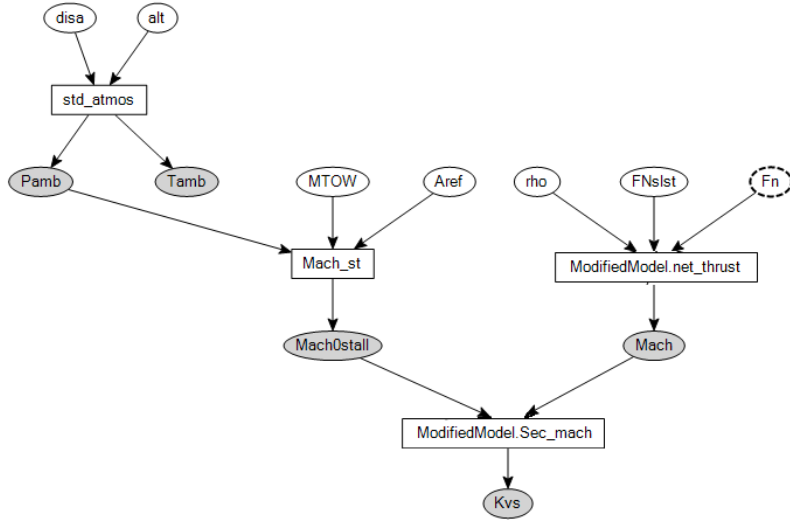 disa
alt
std_atmos
Pamb
Tamb
MTOW
Aref
rho
FNslst
Fn
Mach_st
ModifiedModel.net_thrust
Mach0stall
Mach
ModifiedModel.Sec_mach
Kvs